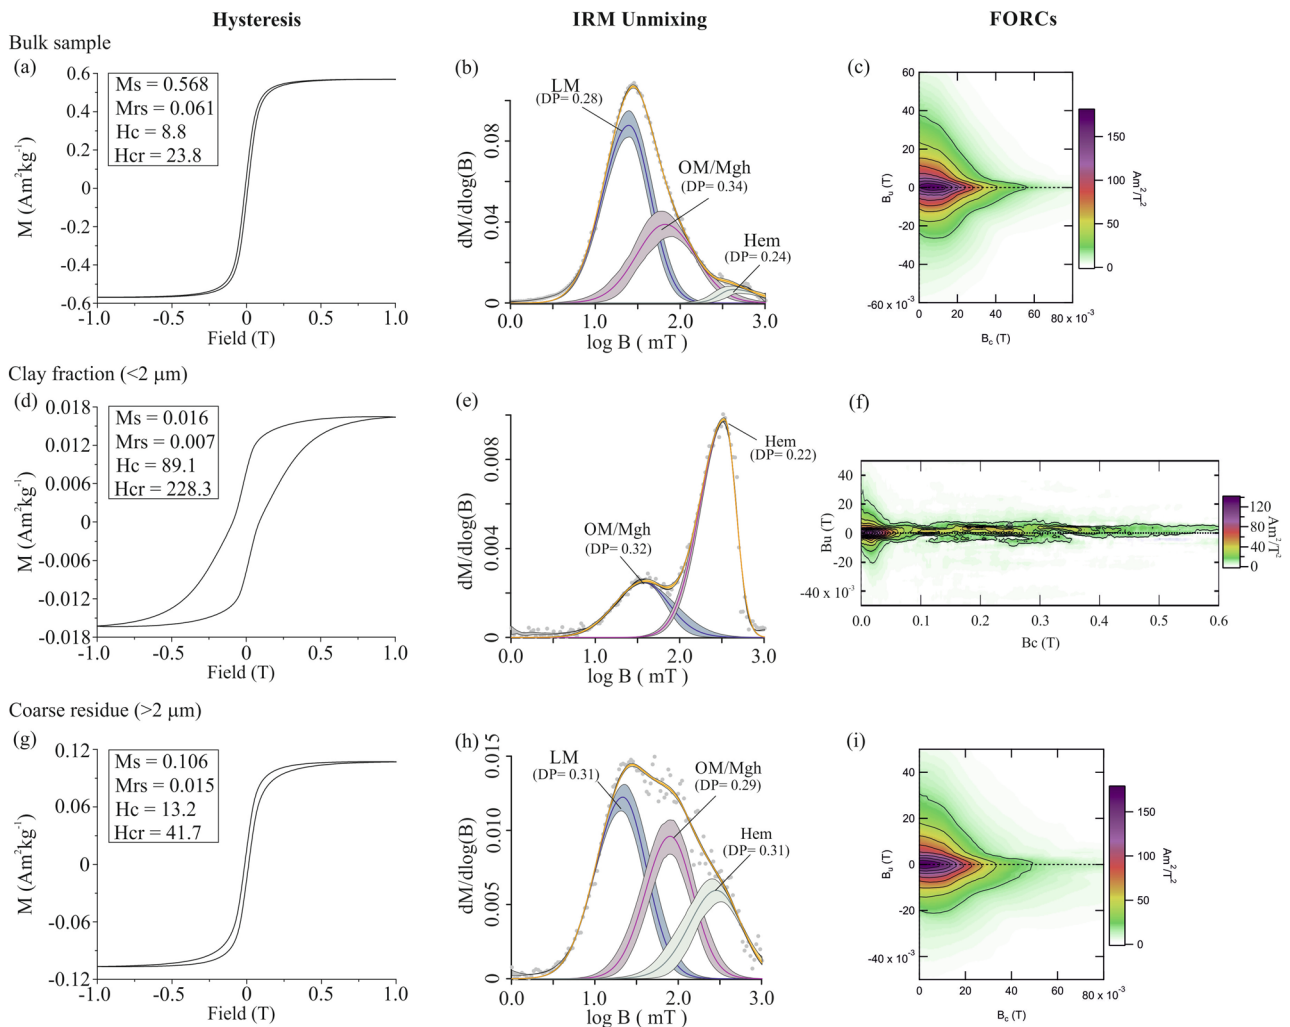 Hysteresis
IRM Unmixing
FORCs
Bulk sample
(a)
Ms = 0.568
Mrs = 0.061
Hc = 8.8
Hcr = 23.8
0.6
0.4
0.2
0
-0.2
-0.4
-0.6
M (Am²kg⁻¹)
-1.0 -0.5 0 0.5 1.0
Field (T)
(b)
LM
(DP= 0.28)
OM/Mgh
(DP= 0.34)
Hem
(DP= 0.24)
0.08
0.04
0
dM/dlog(B)
0.0 1.0 2.0 3.0
log B ( mT )
(c)
60
40
20
0
-20
-40
-60 x 10⁻³
Bᵤ (T)
0 20 40 60 80 x 10⁻³
B꜀ (T)
150
100
50
0
Am²/T²
Clay fraction (<2 μm)
(d)
Ms = 0.016
Mrs = 0.007
Hc = 89.1
Hcr = 228.3
0.018
0.012
0.006
0
-0.006
-0.012
-0.018
M (Am²kg⁻¹)
-1.0 -0.5 0 0.5 1.0
Field (T)
(e)
Hem
(DP= 0.22)
OM/Mgh
(DP= 0.32)
0.008
0.004
0
dM/dlog(B)
0.0 1.0 2.0 3.0
log B ( mT )
(f)
40
20
0
-20
-40 x 10⁻³
Bu (T)
0.0 0.1 0.2 0.3 0.4 0.5 0.6
Bc (T)
120
80
40
0
Am²/T²
Coarse residue (>2 μm)
(g)
Ms = 0.106
Mrs = 0.015
Hc = 13.2
Hcr = 41.7
0.12
0.06
0
-0.06
-0.12
M (Am²kg⁻¹)
-1.0 -0.5 0 0.5 1.0
Field (T)
(h)
LM
(DP= 0.31)
OM/Mgh
(DP= 0.29)
Hem
(DP= 0.31)
0.015
0.010
0.005
0
dM/dlog(B)
0.0 1.0 2.0 3.0
log B ( mT )
(i)
40
20
0
-20
-40 x 10⁻³
Bᵤ (T)
0 20 40 60 80 x 10⁻³
B꜀ (T)
150
100
50
0
Am²/T²